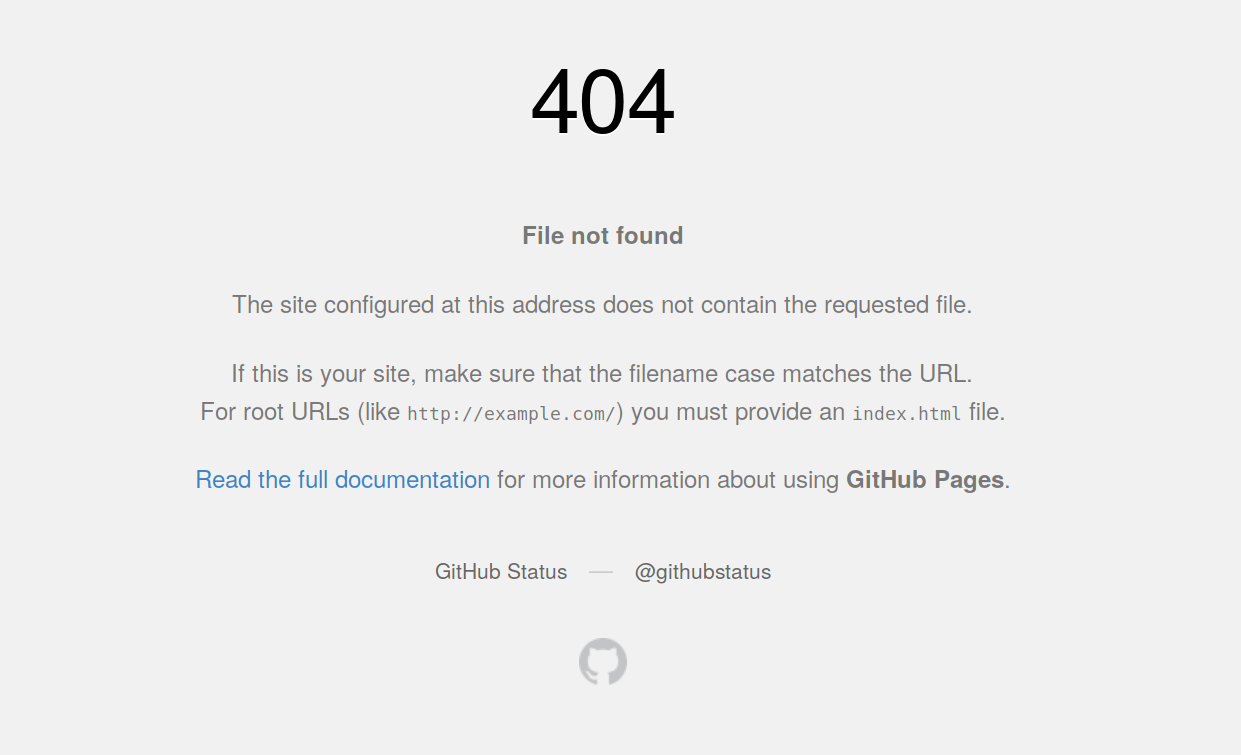 404
File not found
The site configured at this address does not contain the requested file.
If this is your site, make sure that the filename case matches the URL.
For root URLs (like http://example.com/) you must provide an index.html file.
Read the full documentation for more information about using GitHub Pages.
GitHub Status — @githubstatus